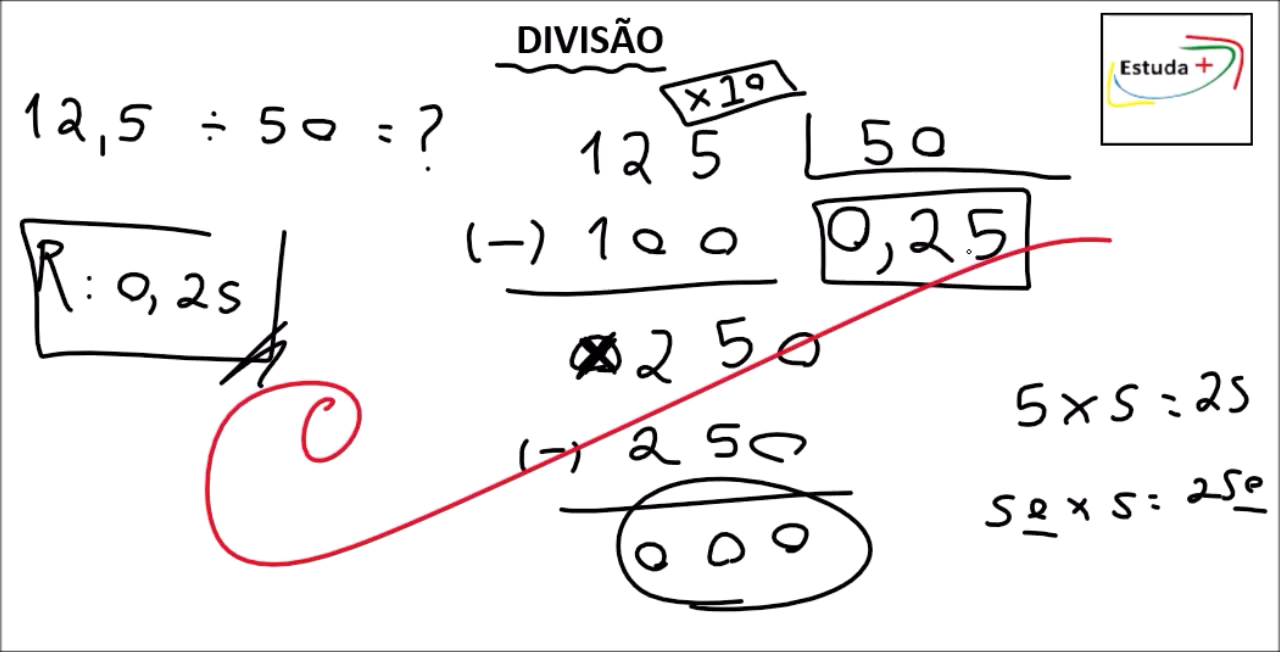 DIVISÃO
Estuda +
12,5 ÷ 50 = ?
x10
125 50
(-) 100 0,25
R: 0,25
250
(-) 250
000
5 x 5 = 25
50 x 5 = 250